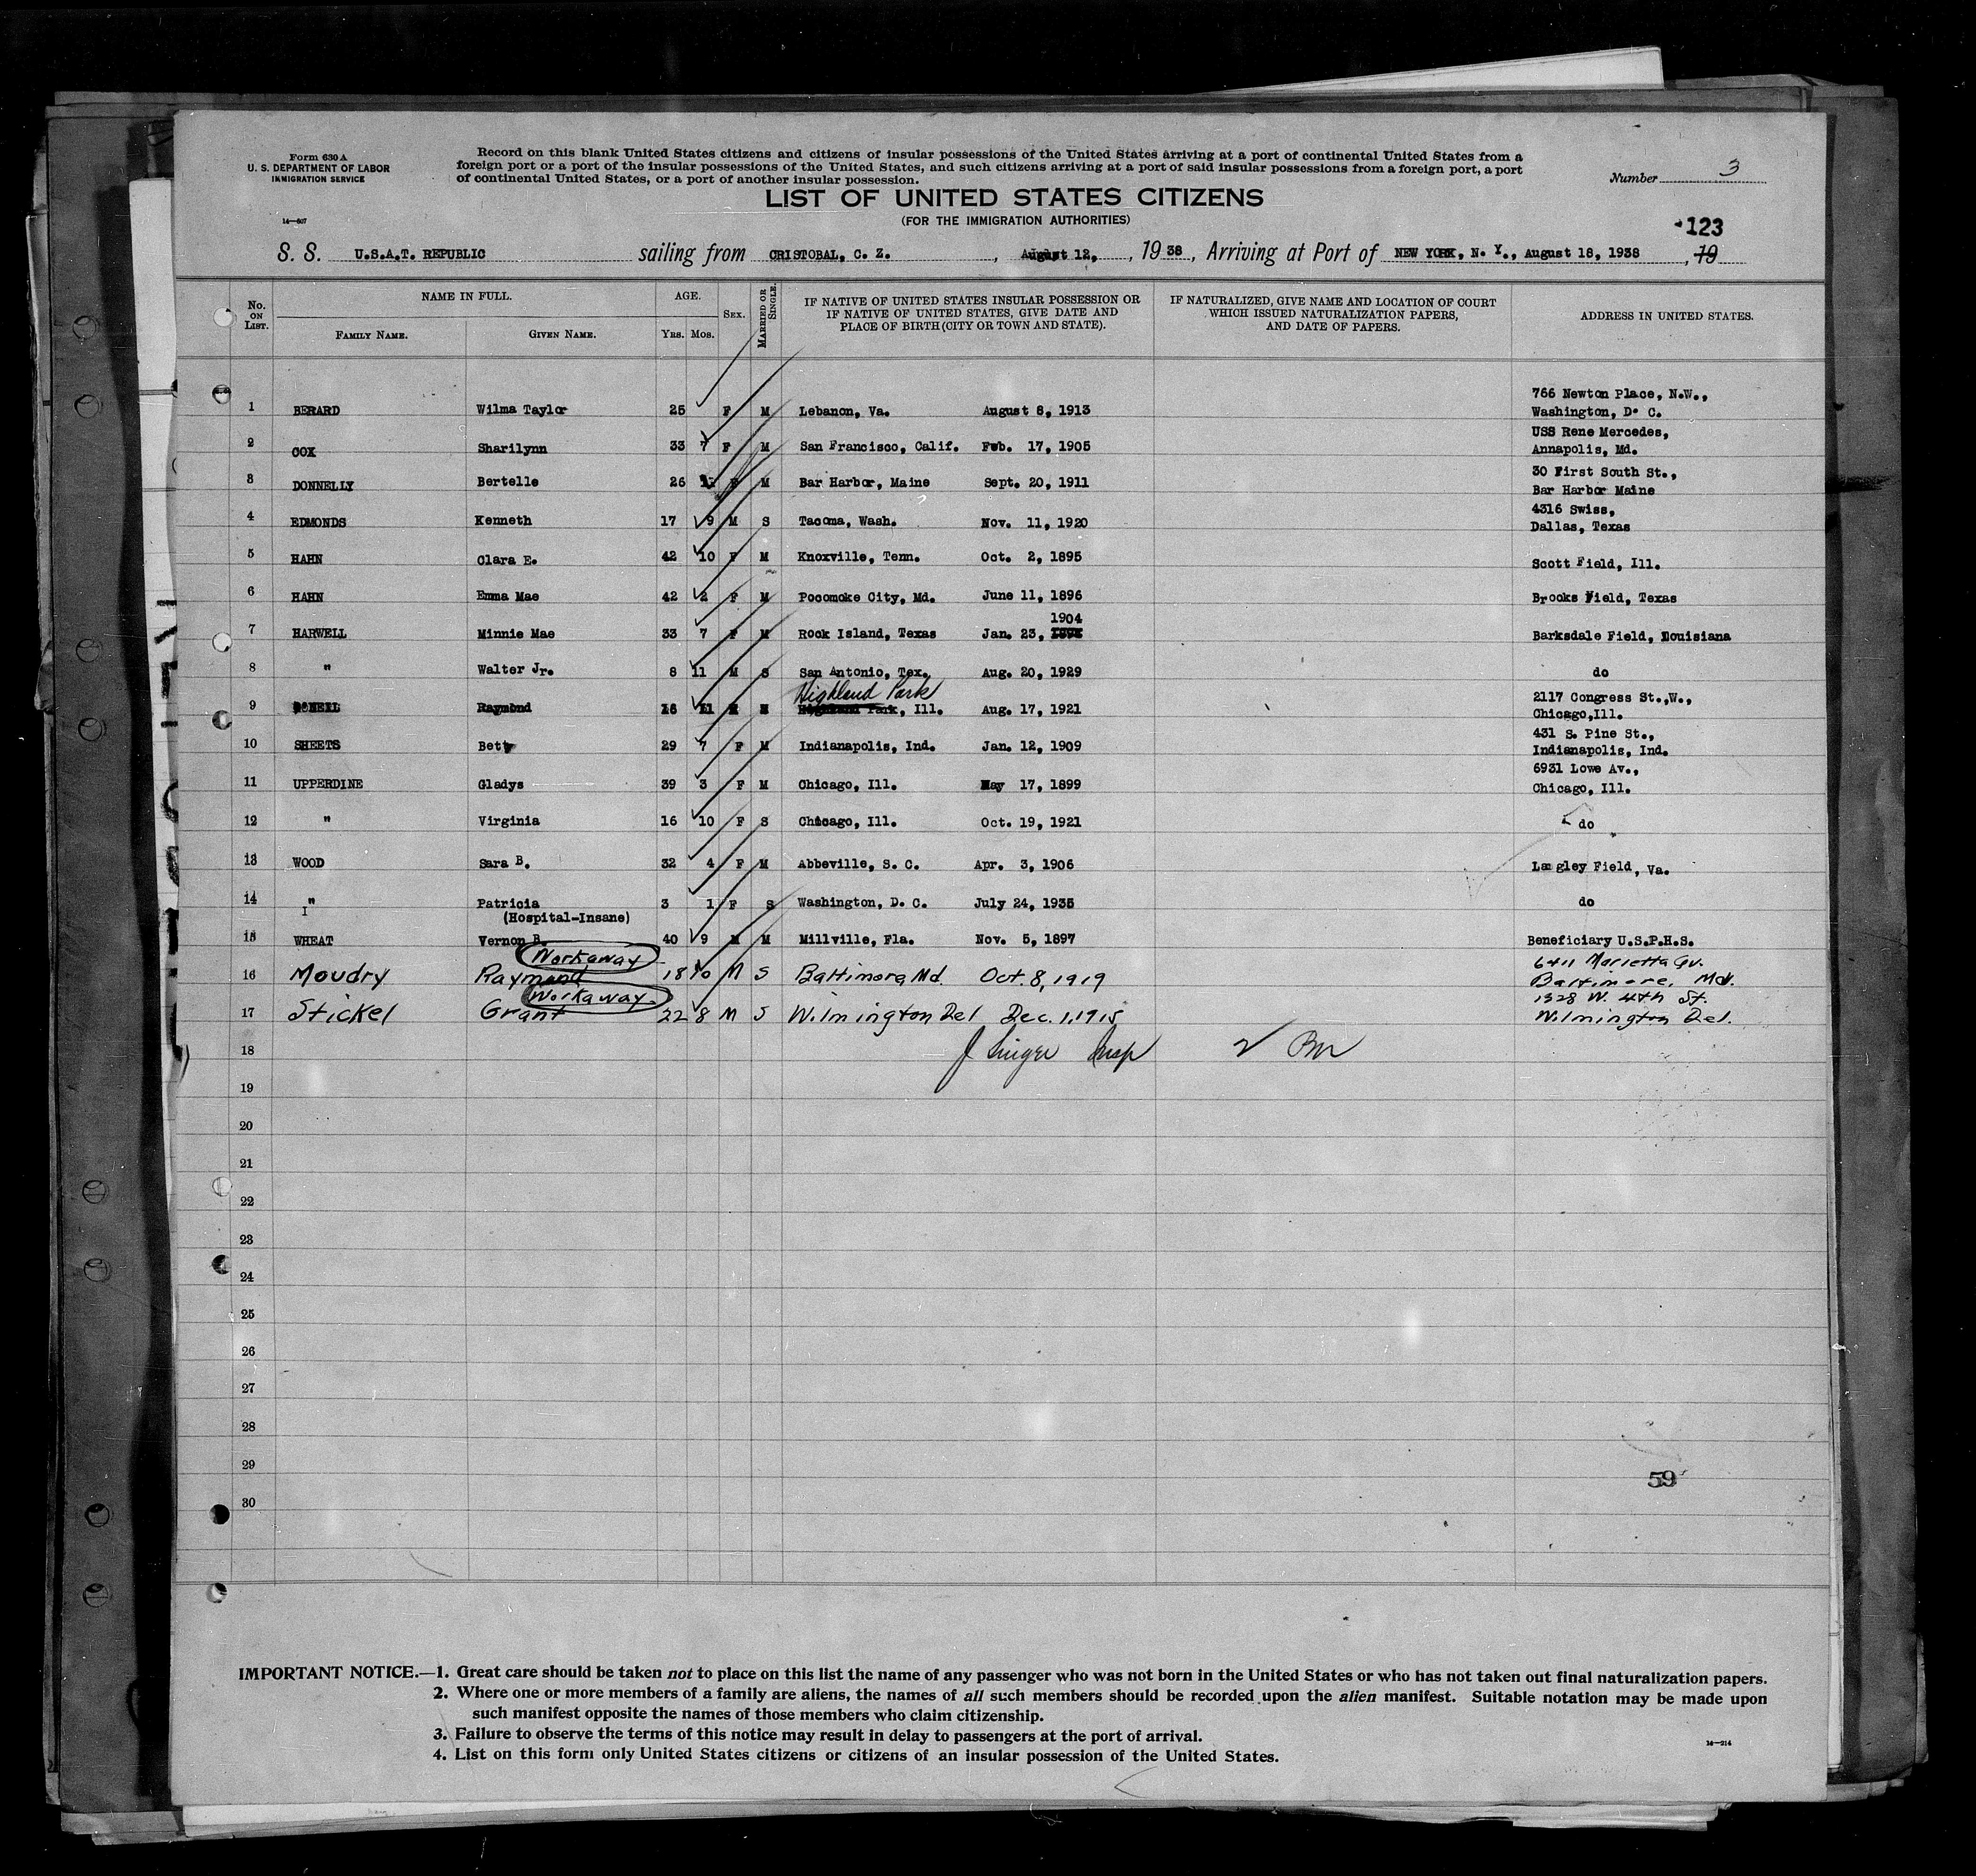 Form 630 A
U. S. DEPARTMENT OF LABOR
IMMIGRATION SERVICE
14—607
Record on this blank United States citizens and citizens of insular possessions of the United States arriving at a port of continental United States from a
foreign port or a port of the insular possessions of the United States, and such citizens arriving at a port of said insular possessions from a foreign port, a port
of continental United States, or a port of another insular possession.
Number 3
LIST OF UNITED STATES CITIZENS
(FOR THE IMMIGRATION AUTHORITIES)
123
S. S. U.S.A.T. REPUBLIC sailing from CRISTOBAL, C. Z. , August 12, , 19 38 , Arriving at Port of NEW YORK, N. Y., August 18, 1938 , 19
No. ON LIST. NAME IN FULL. AGE. SEX. MARRIED OR SINGLE. IF NATIVE OF UNITED STATES INSULAR POSSESSION OR IF NATIVE OF UNITED STATES, GIVE DATE AND PLACE OF BIRTH (CITY OR TOWN AND STATE). IF NATURALIZED, GIVE NAME AND LOCATION OF COURT WHICH ISSUED NATURALIZATION PAPERS, AND DATE OF PAPERS. ADDRESS IN UNITED STATES.
FAMILY NAME. GIVEN NAME. YRS. MOS.
766 Newton Place, N.W.,
1 BERARD Wilma Taylor 25 F M Lebanon, Va. August 8, 1913 Washington, D. C.
USS Rene Mercedes,
2 COX Sharilynn 33 7 F M San Francisco, Calif. Feb. 17, 1905 Annapolis, Md.
30 First South St.,
3 DONNELLY Bertelle 26 F M Bar Harbor, Maine Sept. 20, 1911 Bar Harbor Maine
4316 Swiss,
4 EDMONDS Kenneth 17 9 M S Tacoma, Wash. Nov. 11, 1920 Dallas, Texas
5 HAHN Clara E. 42 10 F M Knoxville, Tenn. Oct. 2, 1895 Scott Field, Ill.
6 HAHN Emma Mae 42 2 F M Pocomoke City, Md. June 11, 1896 Brooks Field, Texas
1904
7 HARWELL Minnie Mae 33 7 F M Rock Island, Texas Jan. 23, Barksdale Field, Louisiana
8 " Walter Jr. 8 11 M S San Antonio, Tex. Aug. 20, 1929 do
Highland Park
2117 Congress St.,W.,
9 Raymond 16 11 Highland Park, Ill. Aug. 17, 1921 Chicago,Ill.
431 S. Pine St.,
10 SHEETS Betty 29 7 F M Indianapolis, Ind. Jan. 12, 1909 Indianapolis, Ind.
6931 Lowe Av.,
11 UPPERDINE Gladys 39 3 F M Chicago, Ill. May 17, 1899 Chicago, Ill.
12 " Virginia 16 10 F S Chicago, Ill. Oct. 19, 1921 do
13 WOOD Sara B. 32 4 F M Abbeville, S. C. Apr. 3, 1906 Langley Field, Va.
14 " Patricia 3 1 F S Washington, D. C. July 24, 1935 do
(Hospital-Insane)
15 WHEAT Vernon B. 40 9 M M Millville, Fla. Nov. 5, 1897 Beneficiary U.S.P.H.S.
Workaway
6411 Marietta Av.
16 Moudry Raymond 18 10 M S Baltimore Md. Oct. 8, 1919 Baltimore, Md.
Workaway.
1328 W. 4th St.
17 Stickel Grant 22 8 M S Wilmington Del Dec. 1, 1915 Wilmington Del.
18 J Singer Insp
19
20
21
22
23
24
25
26
27
28
29
59
30
IMPORTANT NOTICE.—1. Great care should be taken not to place on this list the name of any passenger who was not born in the United States or who has not taken out final naturalization papers.
2. Where one or more members of a family are aliens, the names of all such members should be recorded upon the alien manifest. Suitable notation may be made upon
such manifest opposite the names of those members who claim citizenship.
3. Failure to observe the terms of this notice may result in delay to passengers at the port of arrival.
4. List on this form only United States citizens or citizens of an insular possession of the United States.
14—214